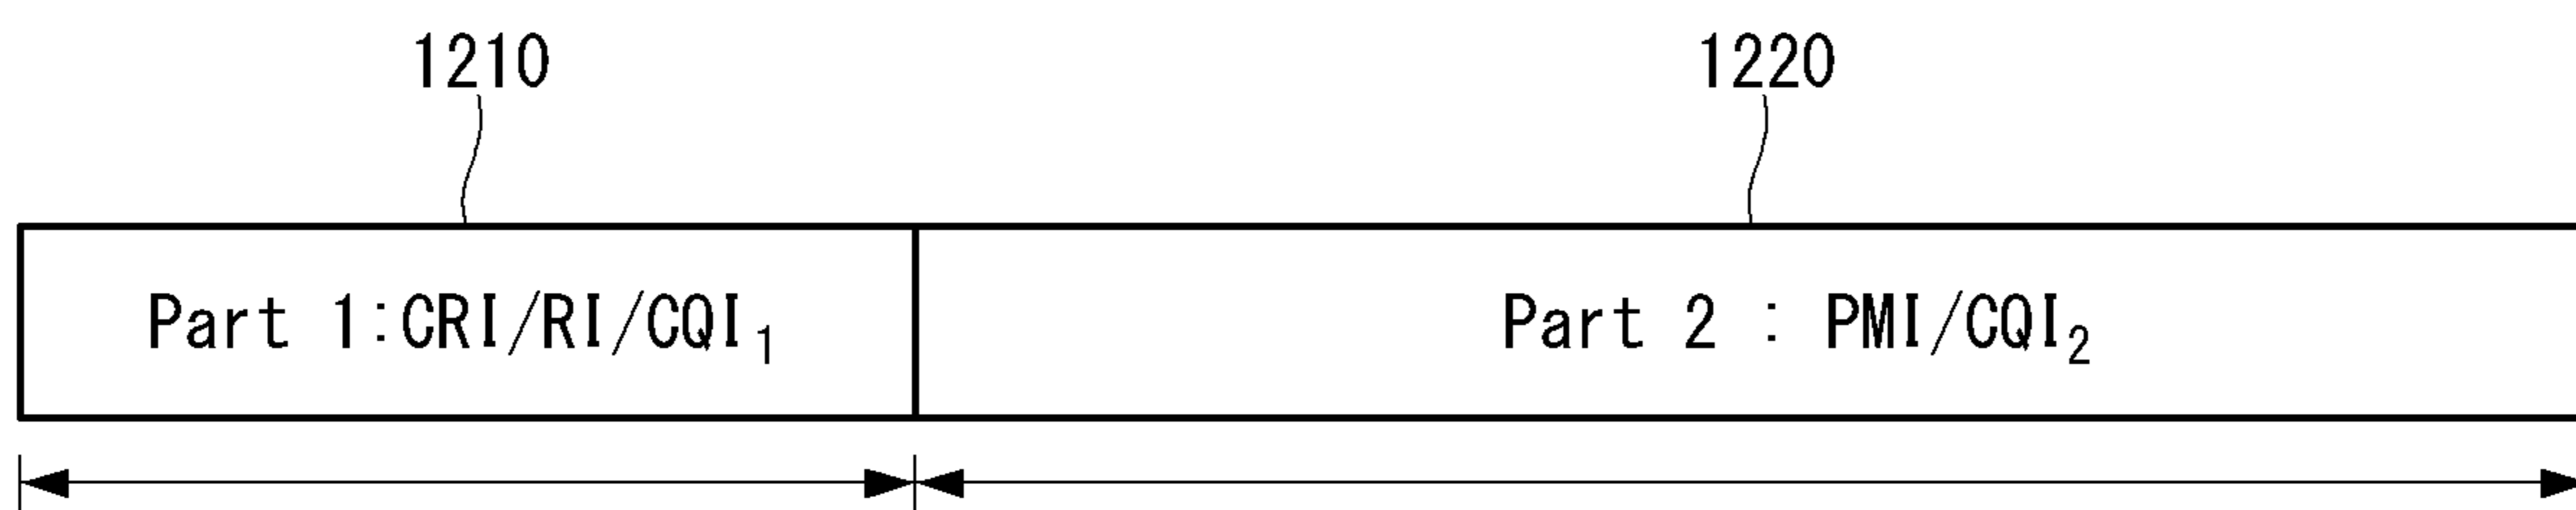 1210
1220
Part 1:CRI/RI/CQI₁
Part 2 : PMI/CQI₂